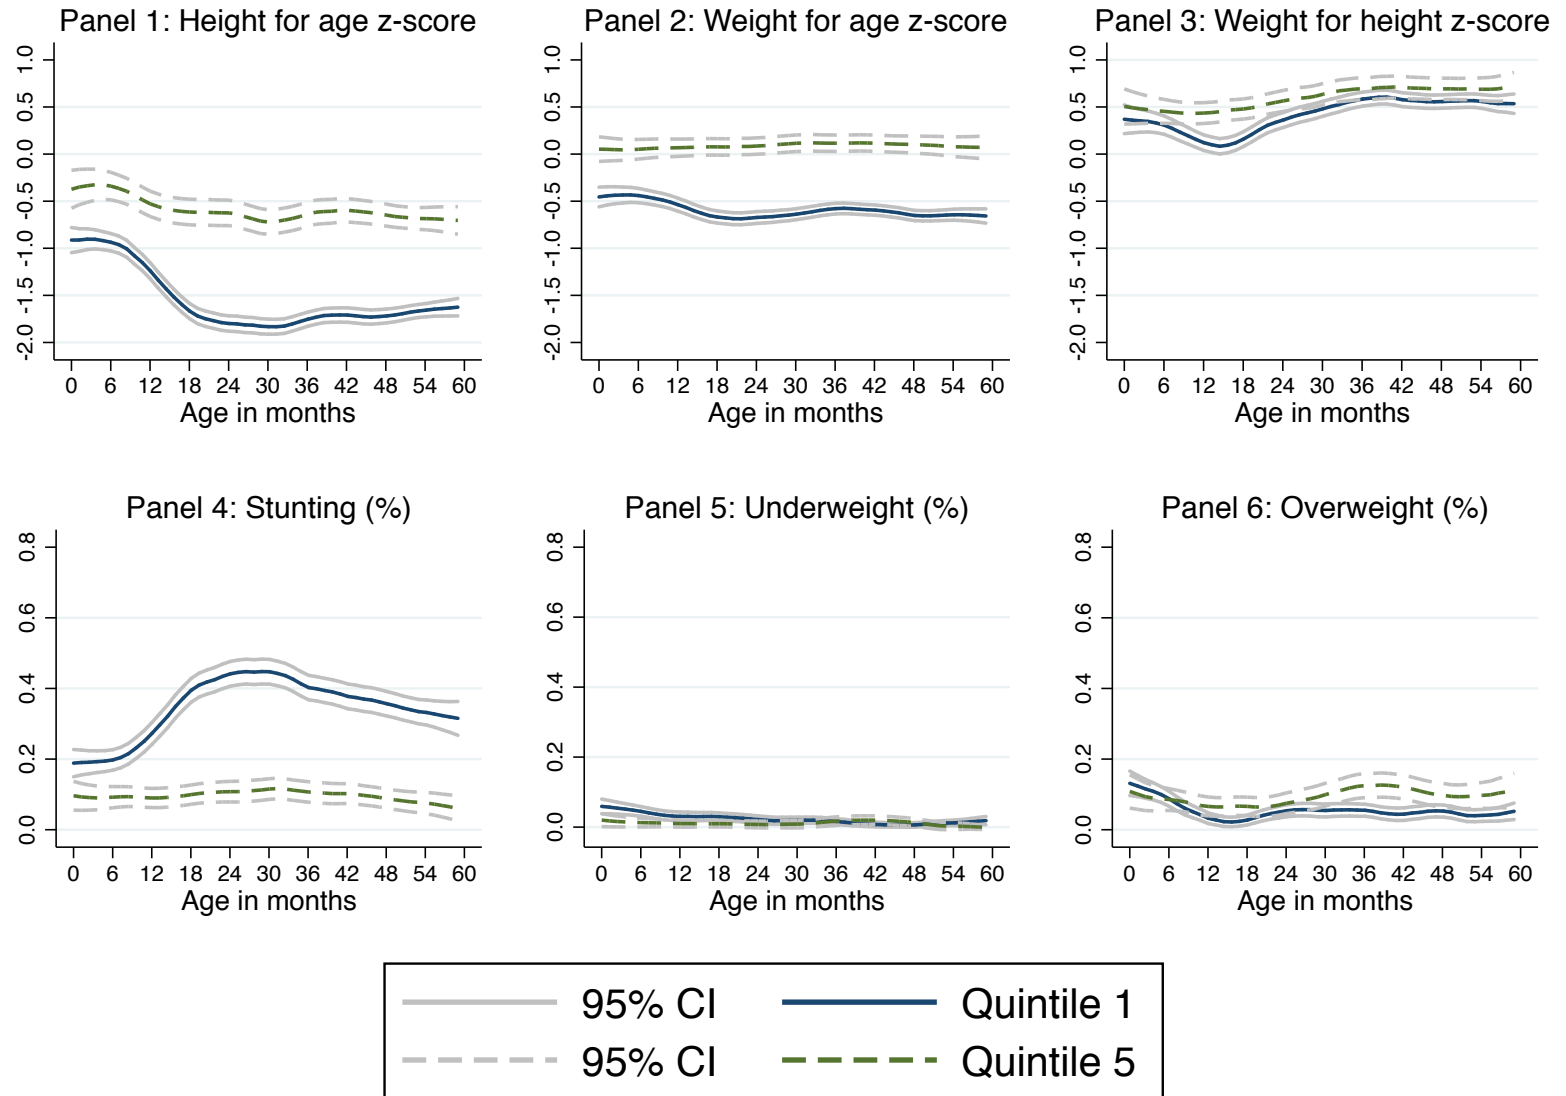 Panel 1: Height for age z-score
1.0
0.5
0.0
-0.5
-1.0
-1.5
-2.0
0 6 12 18 24 30 36 42 48 54 60
Age in months
Panel 2: Weight for age z-score
1.0
0.5
0.0
-0.5
-1.0
-1.5
-2.0
0 6 12 18 24 30 36 42 48 54 60
Age in months
Panel 3: Weight for height z-score
1.0
0.5
0.0
-0.5
-1.0
-1.5
-2.0
0 6 12 18 24 30 36 42 48 54 60
Age in months
Panel 4: Stunting (%)
0.8
0.6
0.4
0.2
0.0
0 6 12 18 24 30 36 42 48 54 60
Age in months
Panel 5: Underweight (%)
0.8
0.6
0.4
0.2
0.0
0 6 12 18 24 30 36 42 48 54 60
Age in months
Panel 6: Overweight (%)
0.8
0.6
0.4
0.2
0.0
0 6 12 18 24 30 36 42 48 54 60
Age in months
95% CI Quintile 1
95% CI Quintile 5